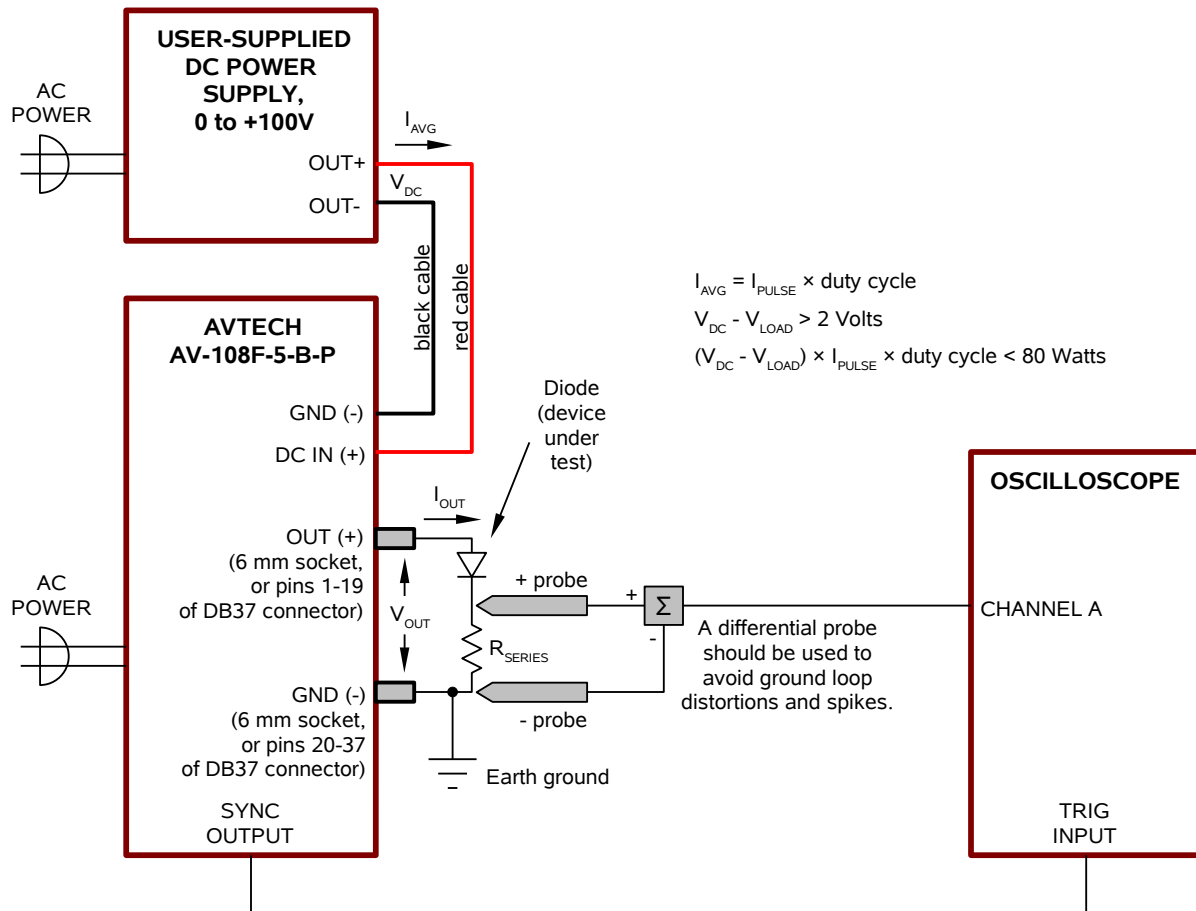 USER-SUPPLIED
DC POWER
SUPPLY,
0 to +100V
AC
POWER
I_AVG
OUT+
V_DC
OUT-
black cable
red cable
I_AVG = I_PULSE × duty cycle
V_DC - V_LOAD > 2 Volts
(V_DC - V_LOAD) × I_PULSE × duty cycle < 80 Watts
AVTECH
AV-108F-5-B-P
GND (-)
DC IN (+)
Diode
(device
under
test)
I_OUT
OUT (+)
(6 mm socket,
or pins 1-19
of DB37 connector)
AC
POWER
V_OUT
+ probe
+
Σ
-
R_SERIES
- probe
A differential probe
should be used to
avoid ground loop
distortions and spikes.
GND (-)
(6 mm socket,
or pins 20-37
of DB37 connector)
Earth ground
SYNC
OUTPUT
OSCILLOSCOPE
CHANNEL A
TRIG
INPUT